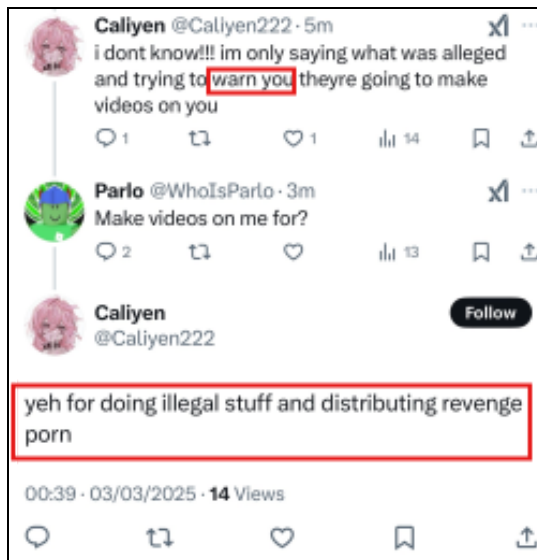 Caliyen @Caliyen222 · 5m
i dont know!!! im only saying what was alleged
and trying to warn you theyre going to make
videos on you
1 1 14
Parlo @WhoIsParlo · 3m
Make videos on me for?
2 13
Caliyen
Follow
@Caliyen222
yeh for doing illegal stuff and distributing revenge
porn
00:39 · 03/03/2025 · 14 Views